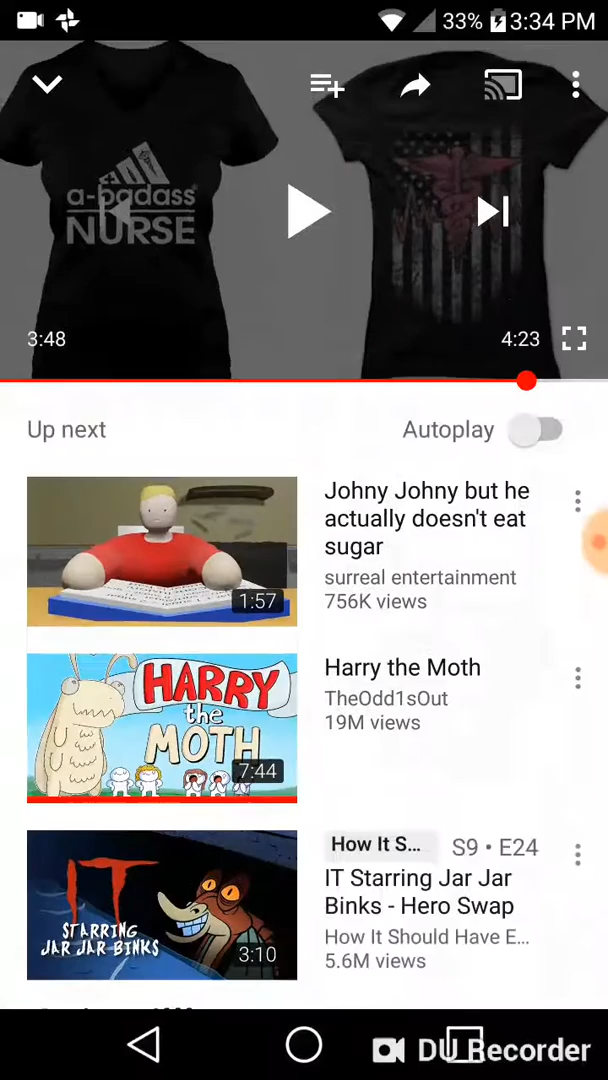 33% 3:34 PM
a-badass
NURSE
3:48
4:23
Up next
Autoplay
Johny Johny but he
actually doesn't eat
sugar
surreal entertainment
756K views
1:57
HARRY
the
MOTH
7:44
Harry the Moth
TheOdd1sOut
19M views
IT
STARRING
JAR JAR BINKS
3:10
How It S...
S9 • E24
IT Starring Jar Jar
Binks - Hero Swap
How It Should Have E...
5.6M views
DU Recorder